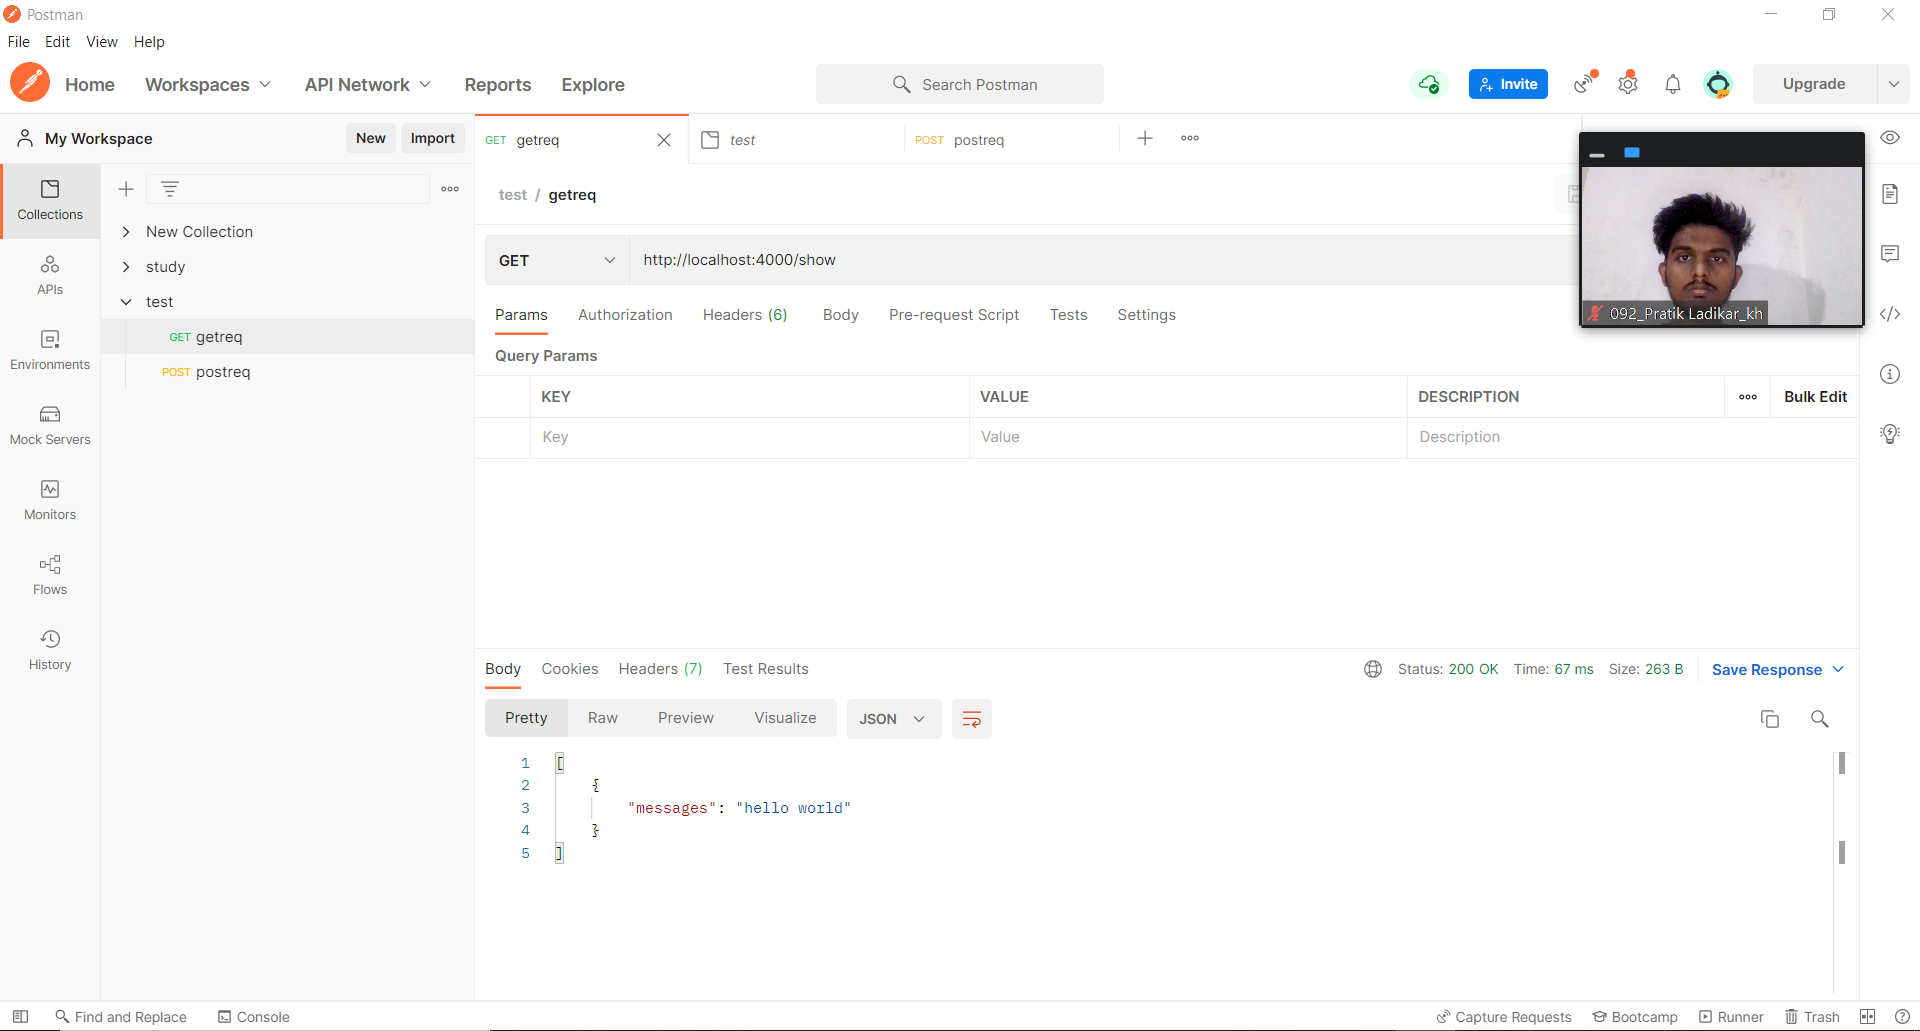 Postman
File Edit View Help
Home Workspaces API Network Reports Explore Search Postman Invite Upgrade
My Workspace New Import
GET getreq test POST postreq
Collections
APIs
Environments
Mock Servers
Monitors
Flows
History
New Collection
study
test
GET getreq
POST postreq
test / getreq
GET http://localhost:4000/show
092_Pratik Ladikar_kh
Params Authorization Headers (6) Body Pre-request Script Tests Settings
Query Params
KEY VALUE DESCRIPTION Bulk Edit
Key Value Description
Body Cookies Headers (7) Test Results Status: 200 OK Time: 67 ms Size: 263 B Save Response
Pretty Raw Preview Visualize JSON
1 [
2 {
3 "messages": "hello world"
4 }
5 ]
Find and Replace Console Capture Requests Bootcamp Runner Trash